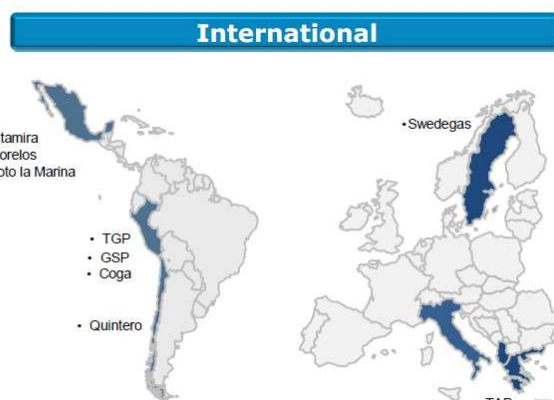 International
tamira
orelos
oto la Marina
• Swedegas
• TGP
• GSP
• Coga
• Quintero